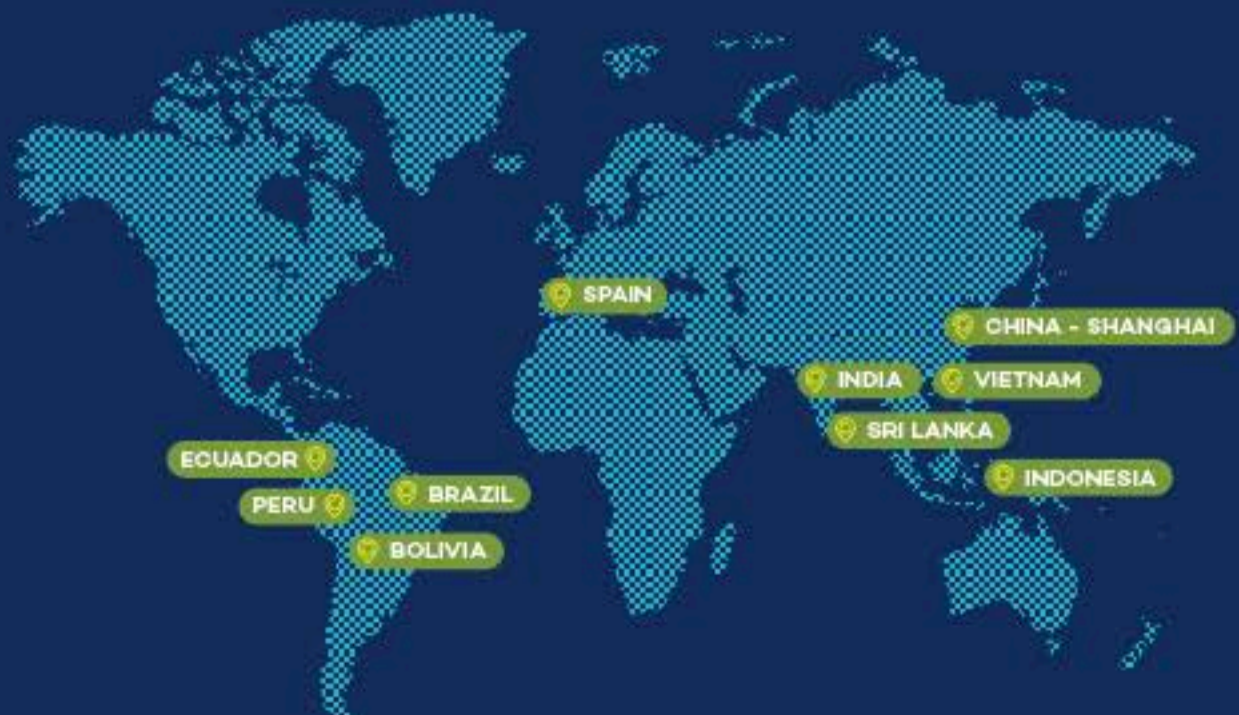 SPAIN
CHINA - SHANGHAI
INDIA
VIETNAM
SRI LANKA
ECUADOR
INDONESIA
BRAZIL
PERU
BOLIVIA